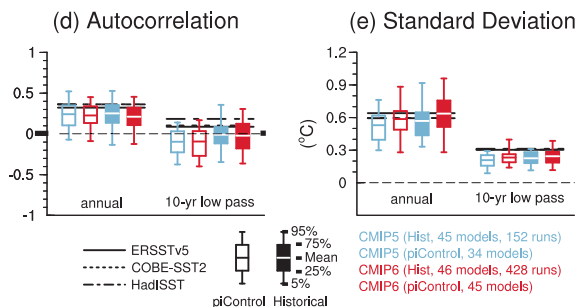 (d) Autocorrelation
1
0.5
0
-0.5
-1
annual
10-yr low pass
ERSSTv5
COBE-SST2
HadISST
piControl
Historical
95%
75%
Mean
25%
5%
(e) Standard Deviation
(°C)
1.2
0.9
0.6
0.3
0
annual
10-yr low pass
CMIP5 (Hist, 45 models, 152 runs)
CMIP5 (piControl, 34 models)
CMIP6 (Hist, 46 models, 428 runs)
CMIP6 (piControl, 45 models)